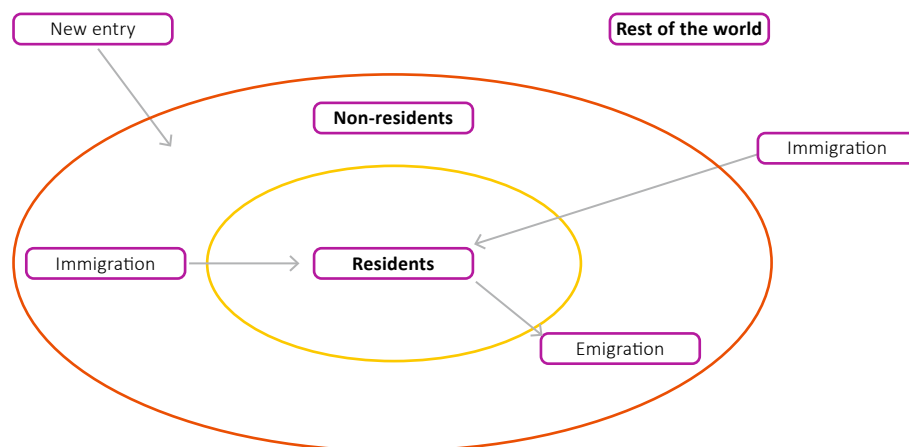 New entry
Rest of the world
Non-residents
Immigration
Immigration
Residents
Emigration